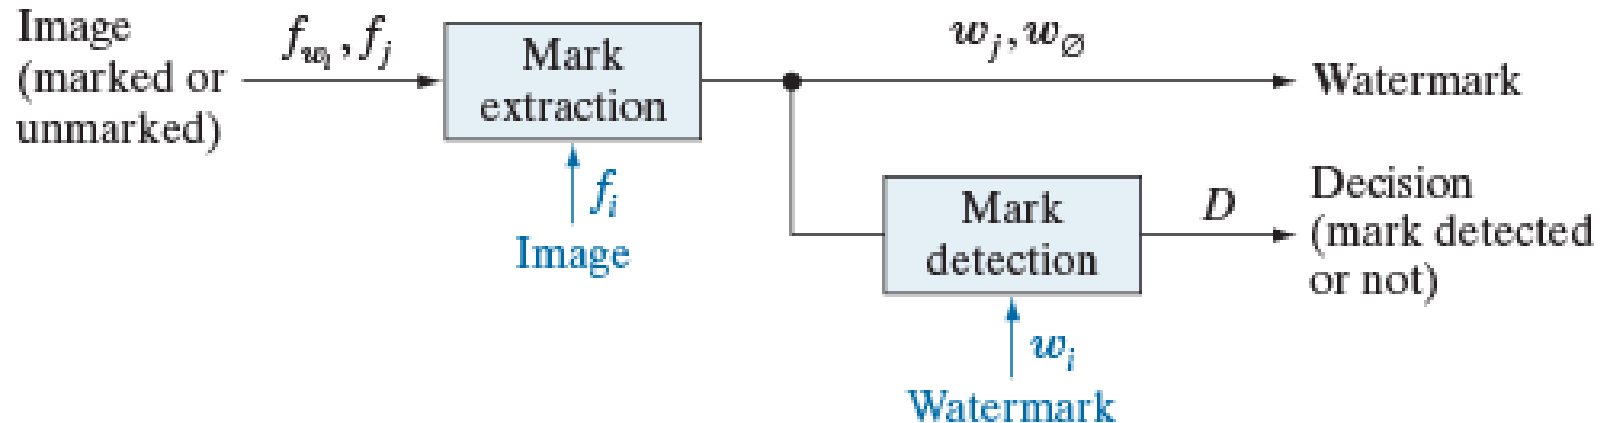 Image
(marked or
unmarked)
f_{w_i}, f_j
Mark
extraction
f_i
Image
w_j, w_∅
Watermark
Mark
detection
w_i
Watermark
D
Decision
(mark detected
or not)